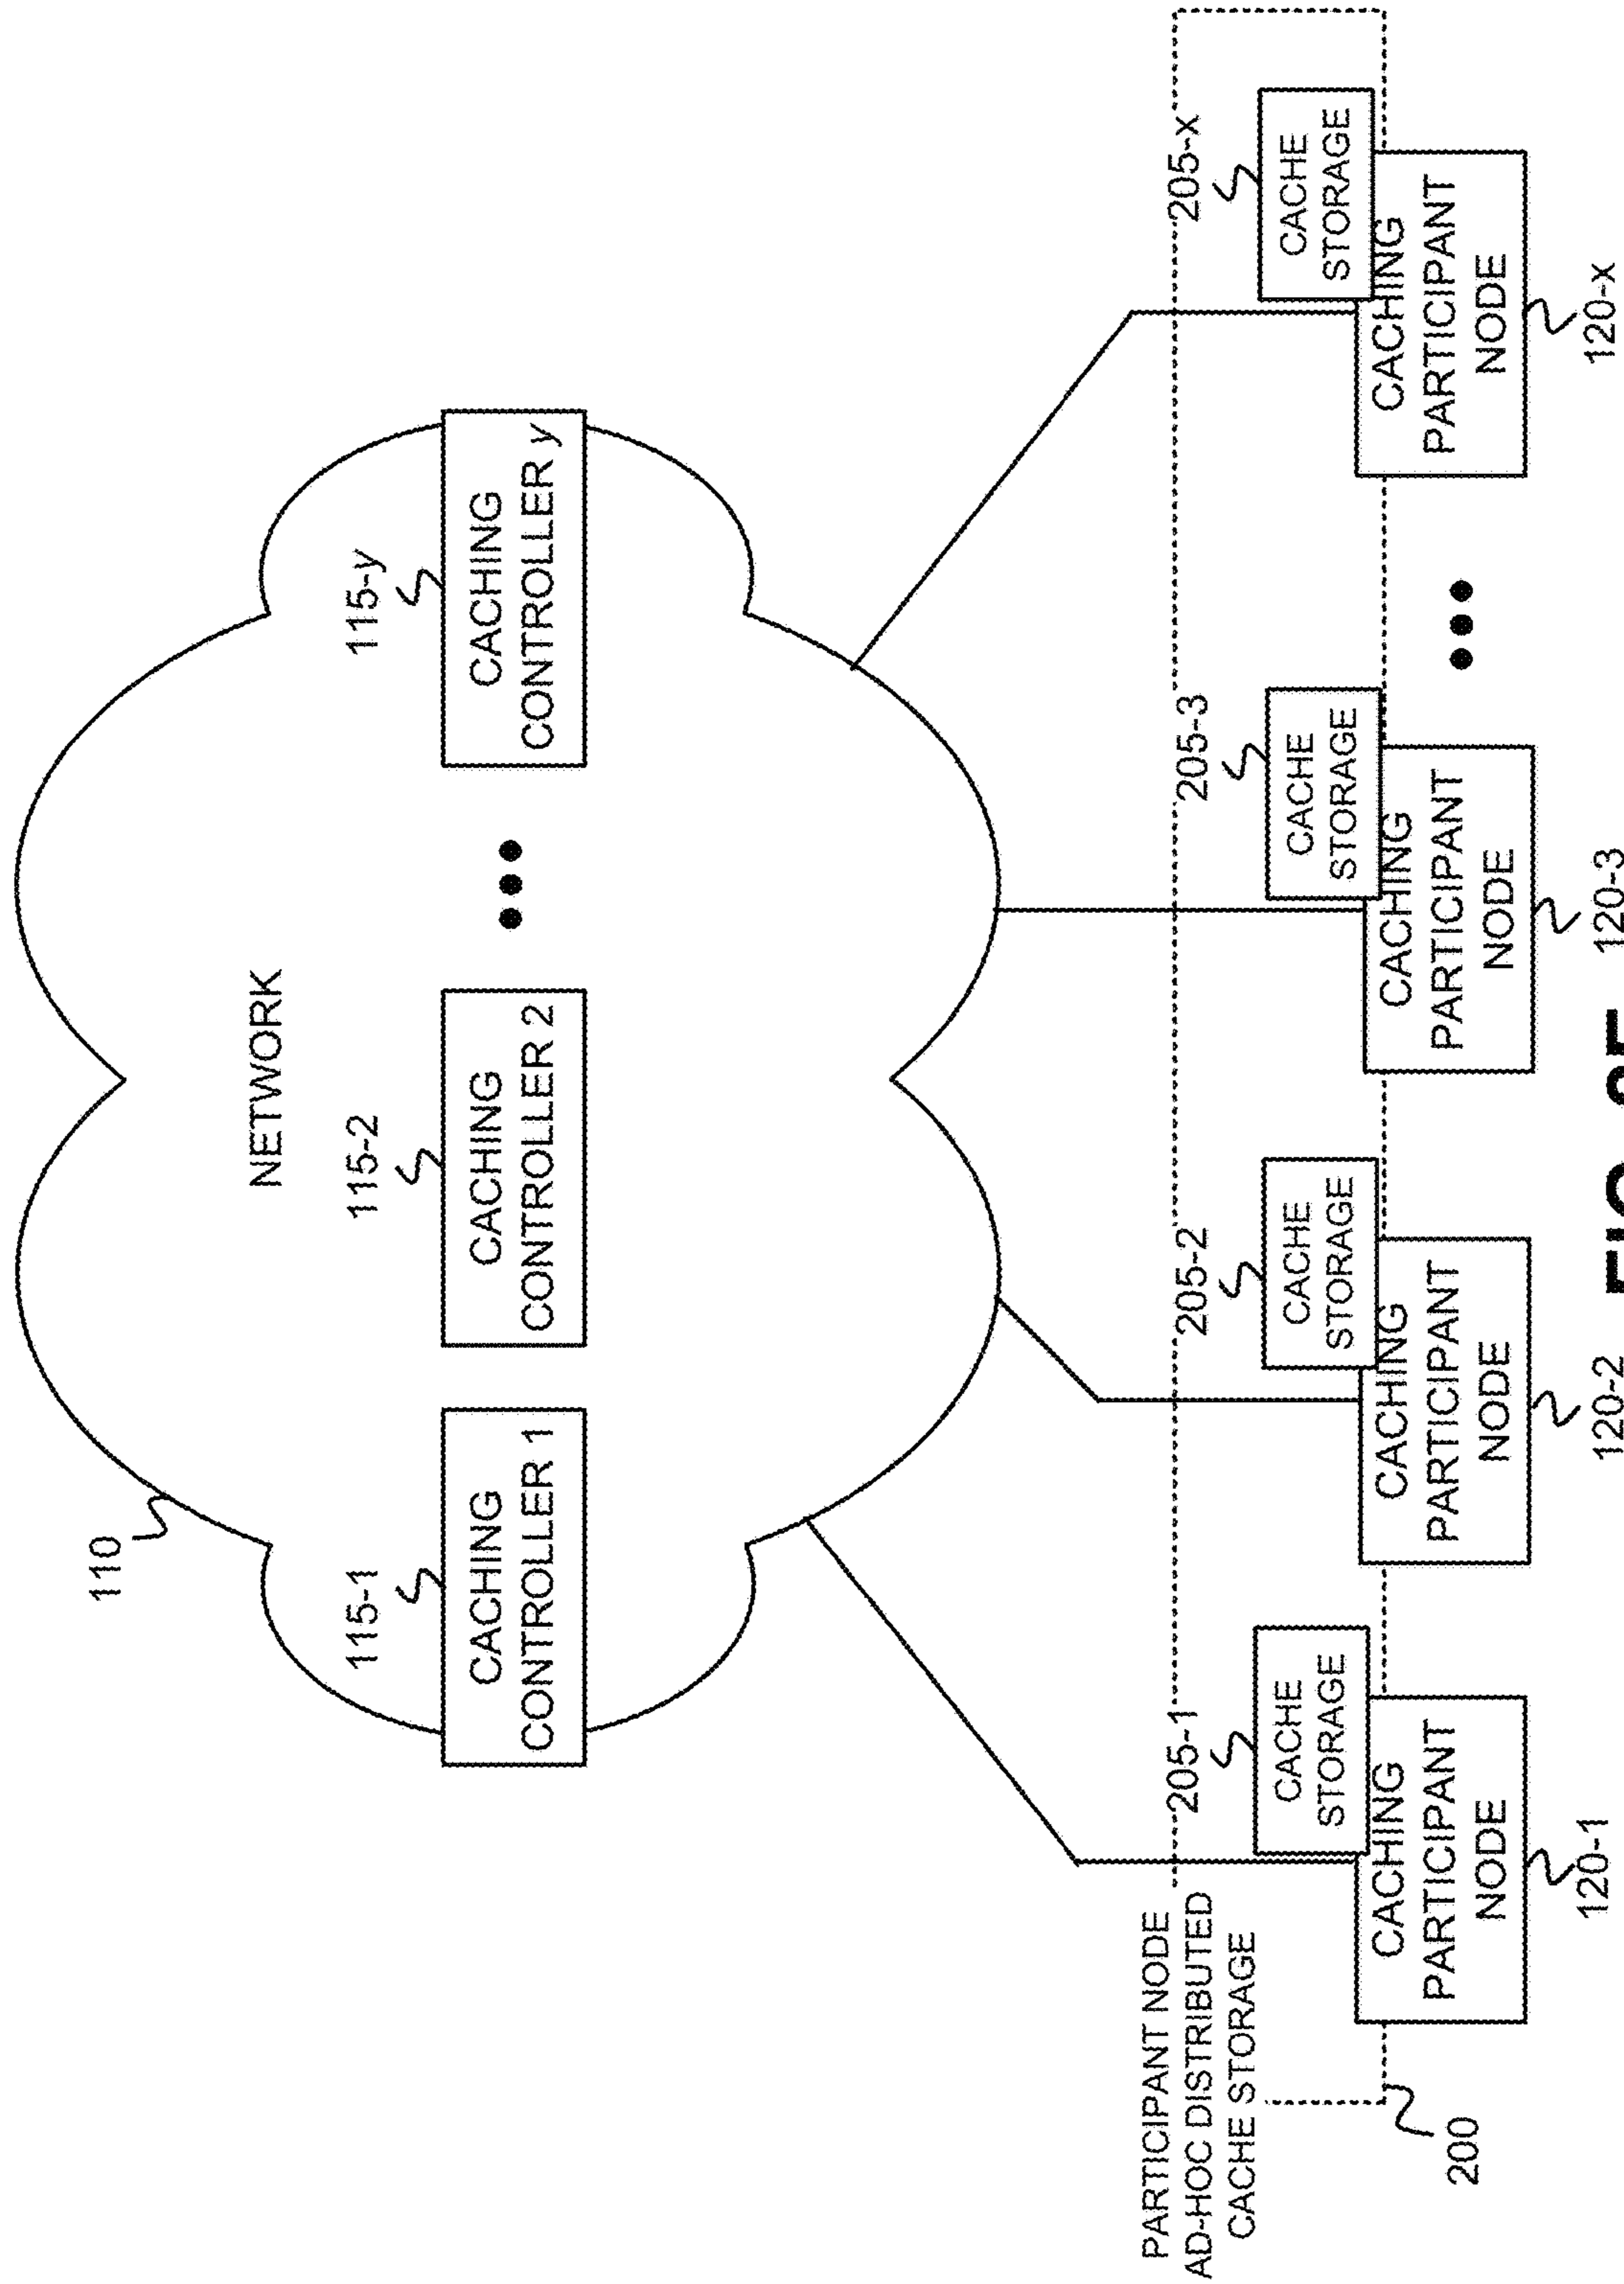 110
NETWORK
115-1
115-2
115-y
CACHING
CONTROLLER 1
CACHING
CONTROLLER 2
CACHING
CONTROLLER y
PARTICIPANT NODE
AD-HOC DISTRIBUTED
CACHE STORAGE
205-1
205-2
205-3
205-x
CACHE
STORAGE
CACHE
STORAGE
CACHE
STORAGE
CACHE
STORAGE
200
CACHING
PARTICIPANT
NODE
CACHING
PARTICIPANT
NODE
CACHING
PARTICIPANT
NODE
CACHING
PARTICIPANT
NODE
120-1
120-2
120-3
120-x
FIG.